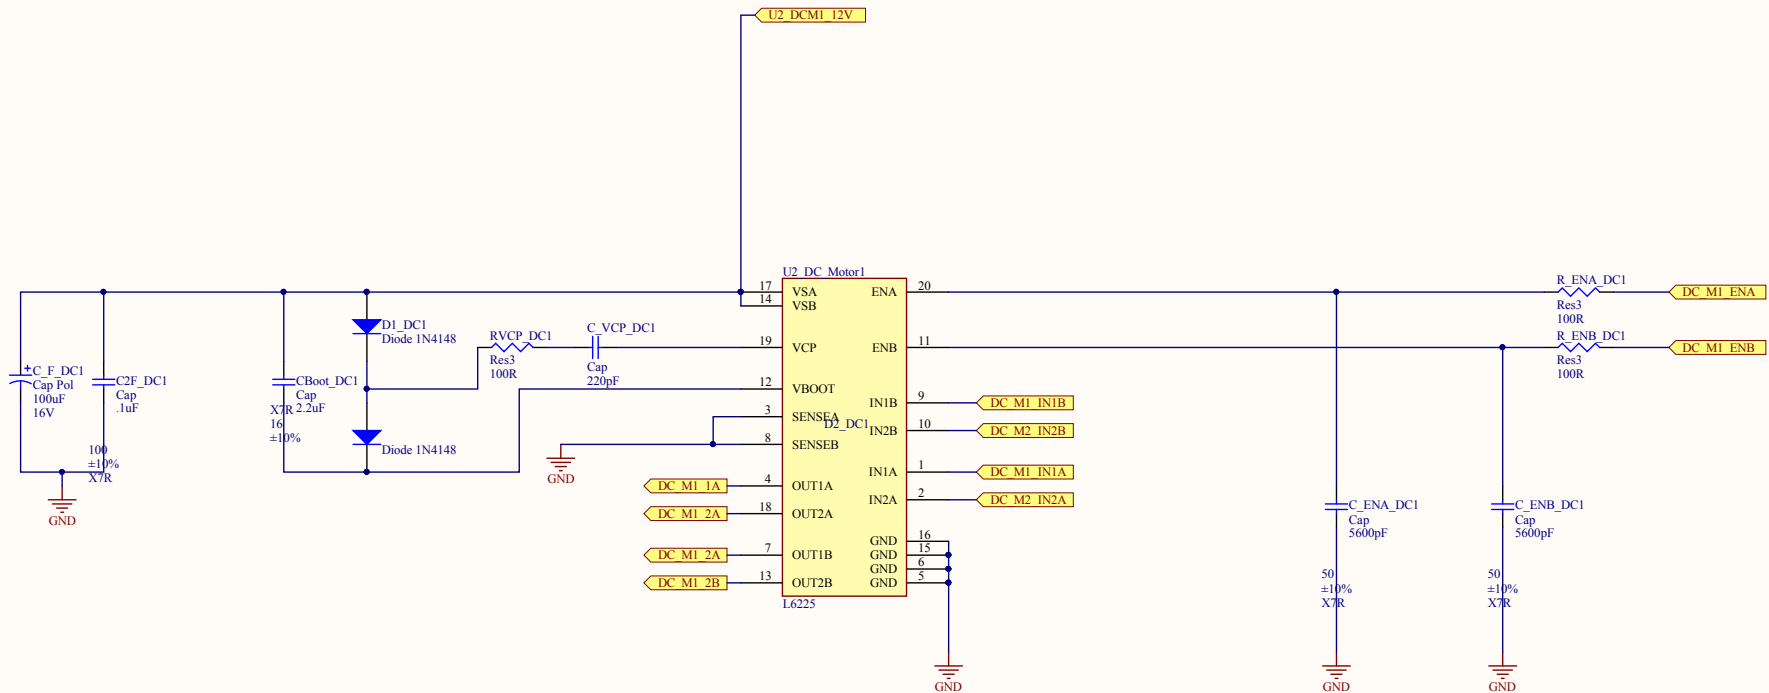 U2_DCM1_12V
U2_DC_Motor1
17
VSA
ENA
20
14
VSB
R_ENA_DC1
DC_M1_ENA
Res3
100R
D1_DC1
Diode 1N4148
RVCP_DC1
Res3
100R
C_VCP_DC1
Cap
220pF
19
VCP
ENB
11
R_ENB_DC1
DC_M1_ENB
Res3
100R
+
C_F_DC1
Cap Pol
100uF
16V
C2F_DC1
Cap
.1uF
100
±10%
X7R
CBoot_DC1
Cap
2.2uF
X7R
16
±10%
Diode 1N4148
12
VBOOT
3
SENSEA
D2_DC1
8
SENSEB
IN1B
9
DC_M1_IN1B
IN2B
10
DC_M2_IN2B
IN1A
1
DC_M1_IN1A
IN2A
2
DC_M2_IN2A
GND
GND
DC_M1_1A
4
OUT1A
DC_M1_2A
18
OUT2A
DC_M1_2A
7
OUT1B
DC_M1_2B
13
OUT2B
GND
16
GND
15
GND
6
GND
5
L6225
C_ENA_DC1
Cap
5600pF
50
±10%
X7R
C_ENB_DC1
Cap
5600pF
50
±10%
X7R
GND
GND
GND